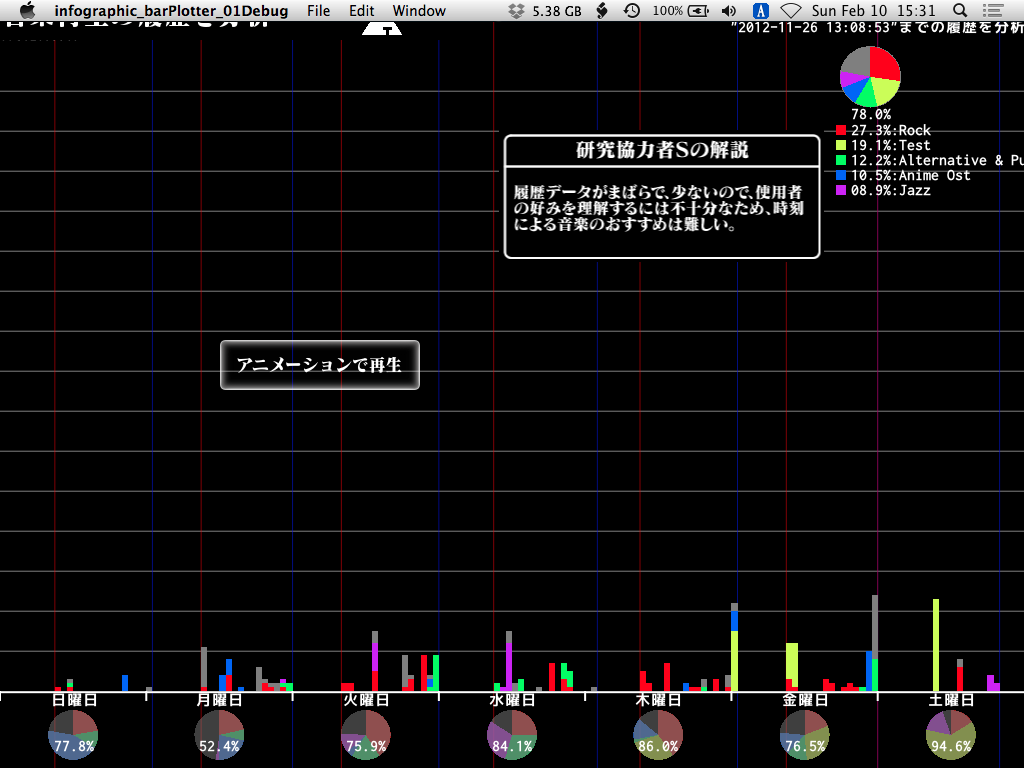 infographic_barPlotter_01Debug File Edit Window 5.38 GB 100% A Sun Feb 10 15:31
"2012-11-26 13:08:53"までの履歴を分析
78.0%
27.3%:Rock
19.1%:Test
12.2%:Alternative & Pu
10.5%:Anime Ost
08.9%:Jazz
研究協力者Sの解説
履歴データがまばらで、少ないので、使用者
の好みを理解するには不十分なため、時刻
による音楽のおすすめは難しい。
アニメーションで再生
日曜日 月曜日 火曜日 水曜日 木曜日 金曜日 土曜日
77.8% 52.4% 75.9% 84.1% 86.0% 76.5% 94.6%